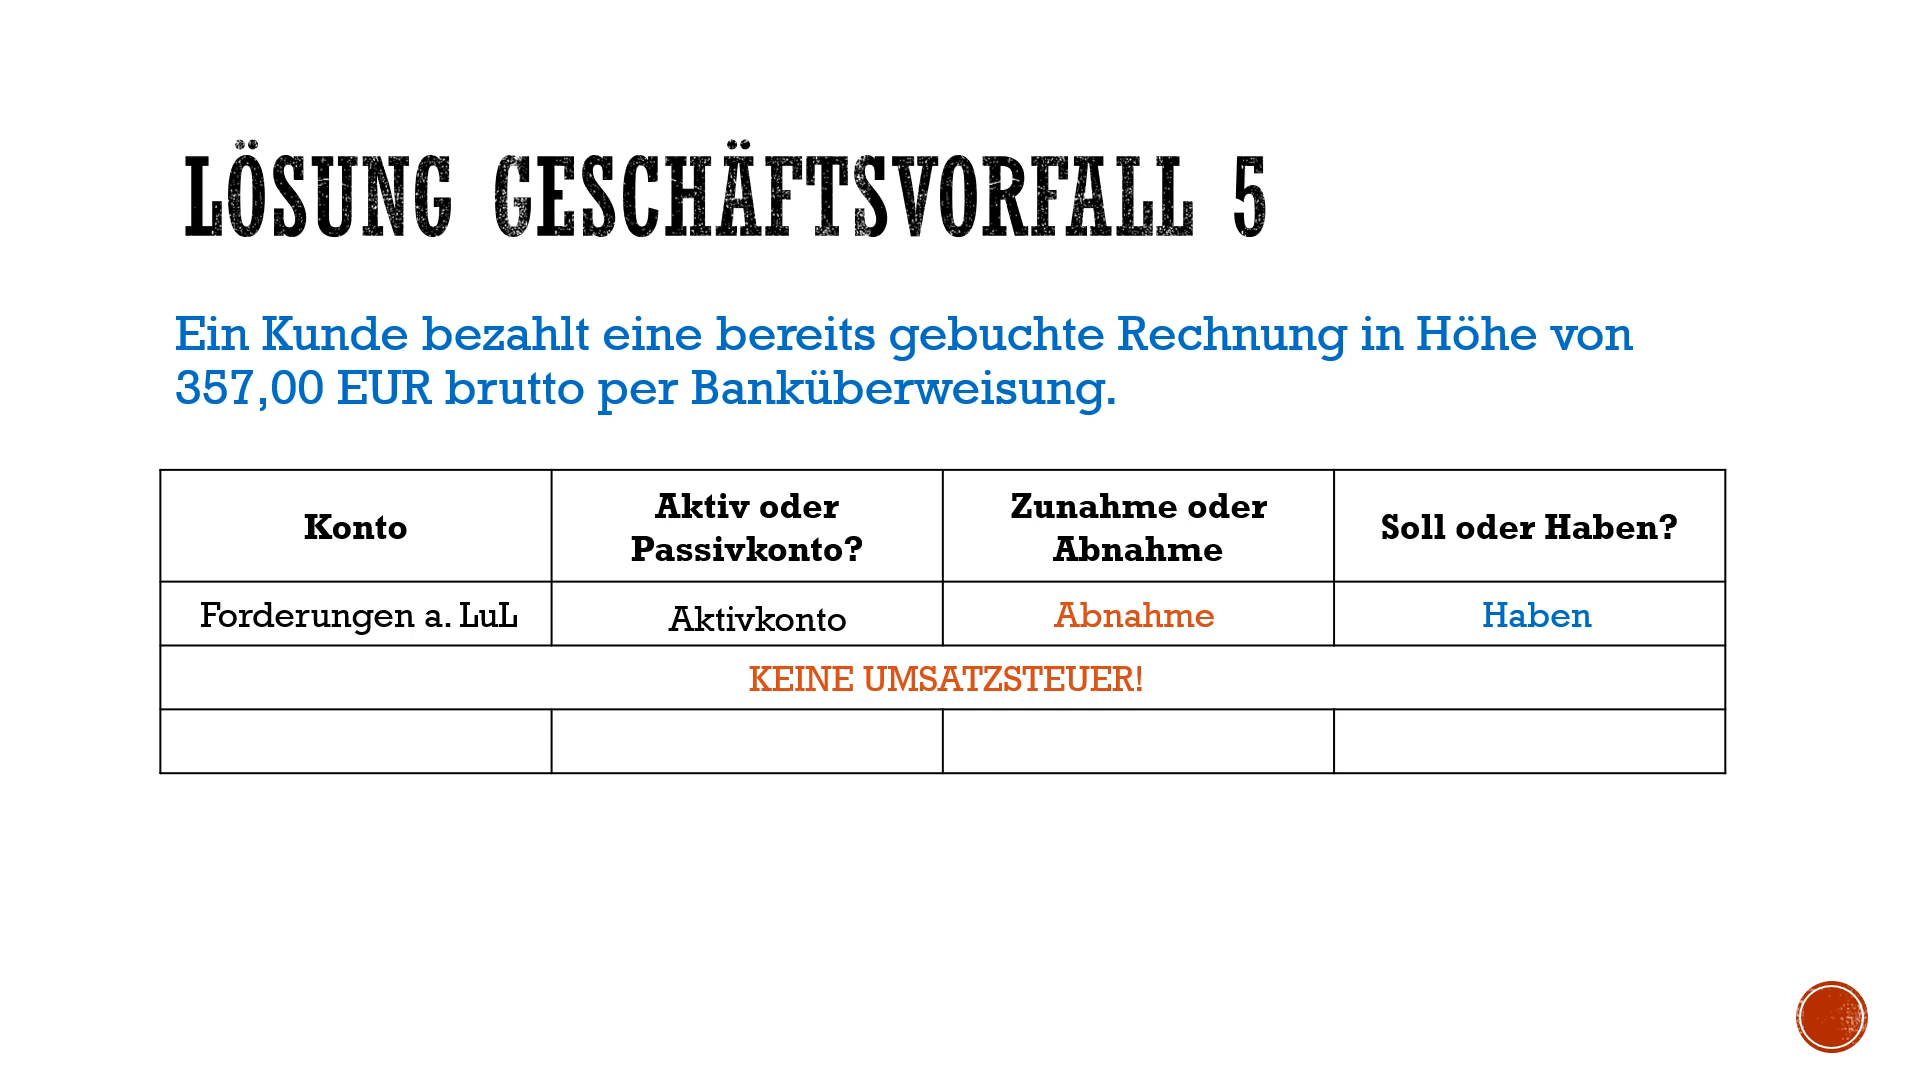 LÖSUNG GESCHÄFTSVORFALL 5
Ein Kunde bezahlt eine bereits gebuchte Rechnung in Höhe von
357,00 EUR brutto per Banküberweisung.
Konto
Aktiv oder
Passivkonto?
Zunahme oder
Abnahme
Soll oder Haben?
Forderungen a. LuL
Aktivkonto
Abnahme
Haben
KEINE UMSATZSTEUER!